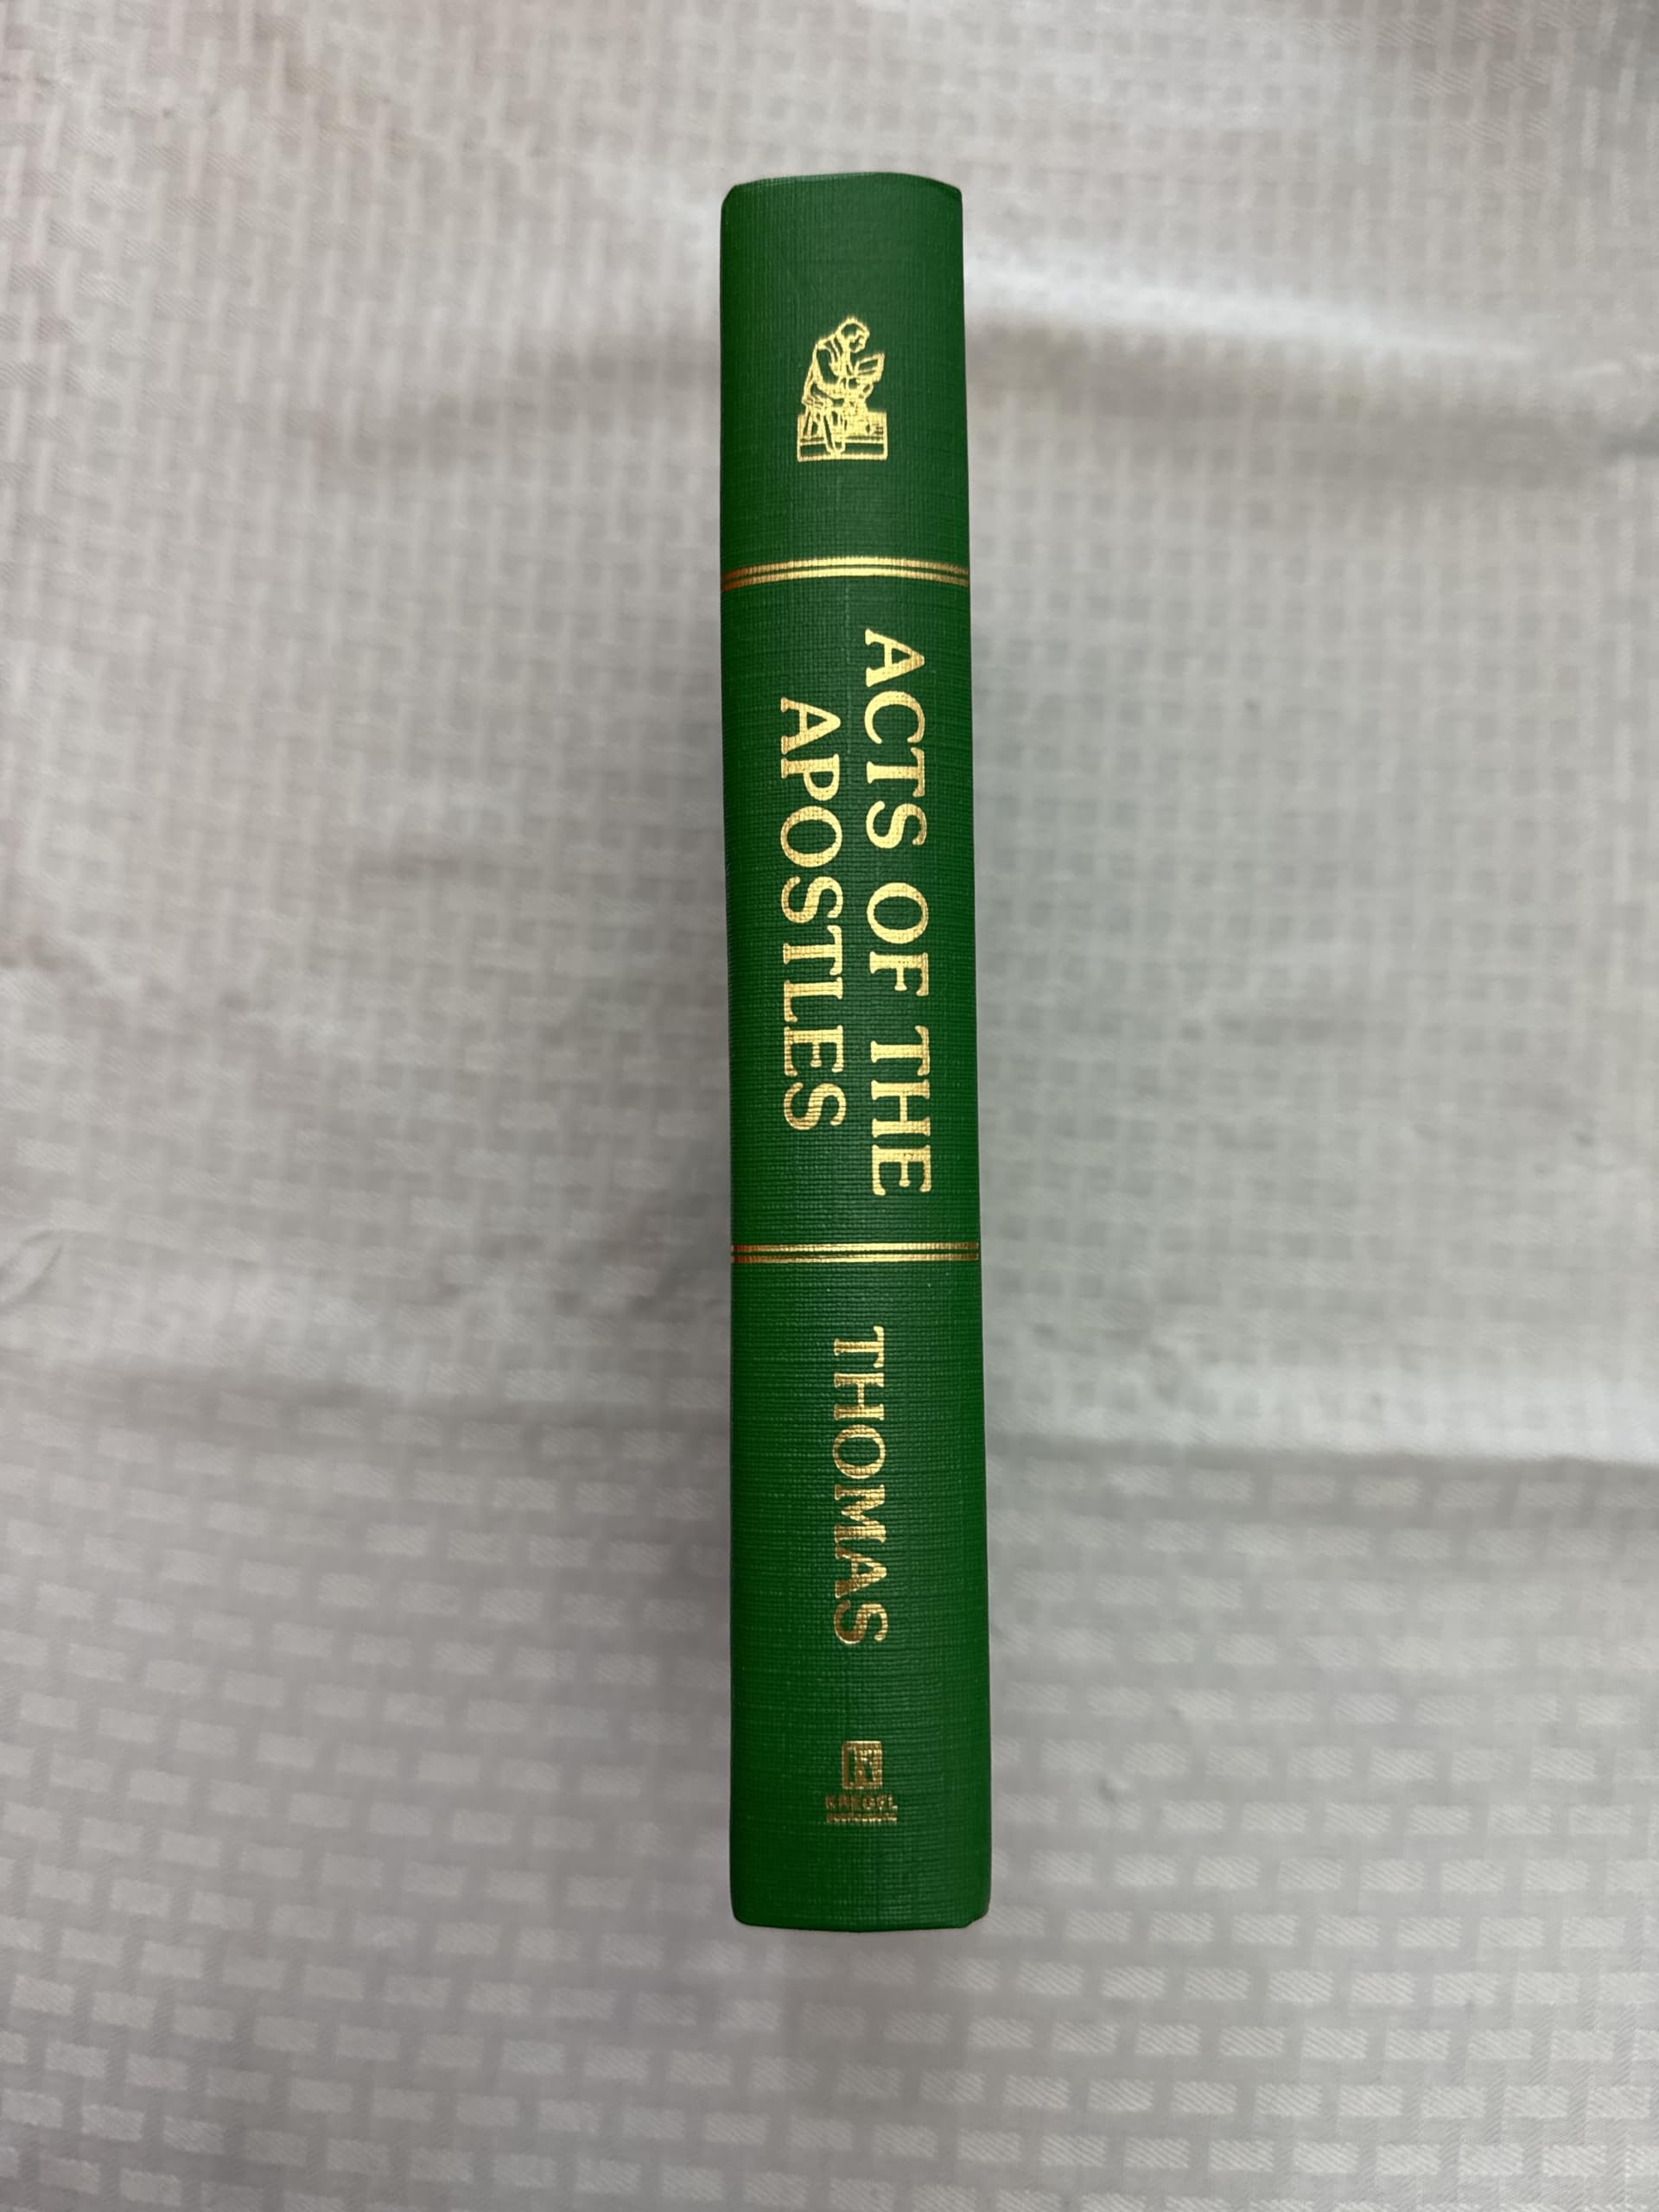 ACTS OF THE
APOSTLES
THOMAS
K
KREGEL